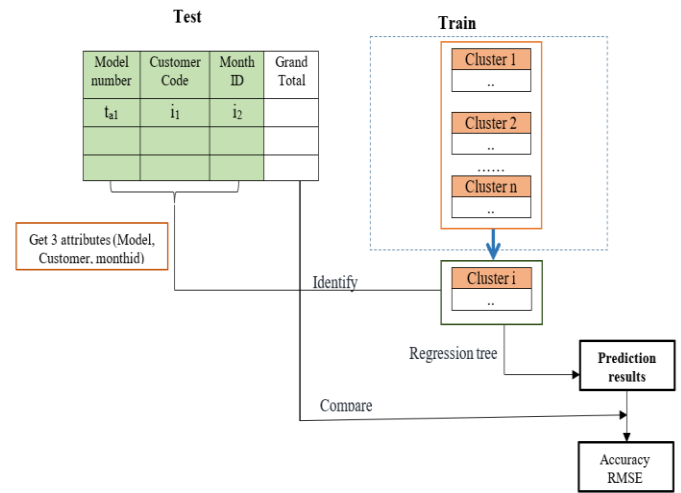 Test
Train
Model
number
Customer
Code
Month
ID
Grand
Total
ta1
i1
i2
Cluster 1
..
Cluster 2
..
......
Cluster n
..
Get 3 attributes (Model,
Customer, monthid)
Identify
Cluster i
..
Regression tree
Prediction
results
Compare
Accuracy
RMSE